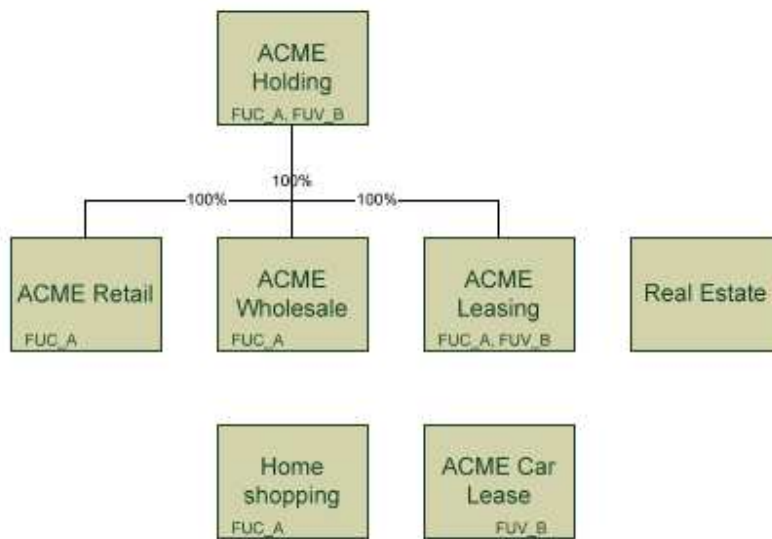 ACME
Holding
FUC_A, FUV_B
100%
100%
100%
ACME Retail
FUC_A
ACME
Wholesale
FUC_A
ACME
Leasing
FUC_A, FUV_B
Real Estate
Home
shopping
FUC_A
ACME Car
Lease
FUV_B